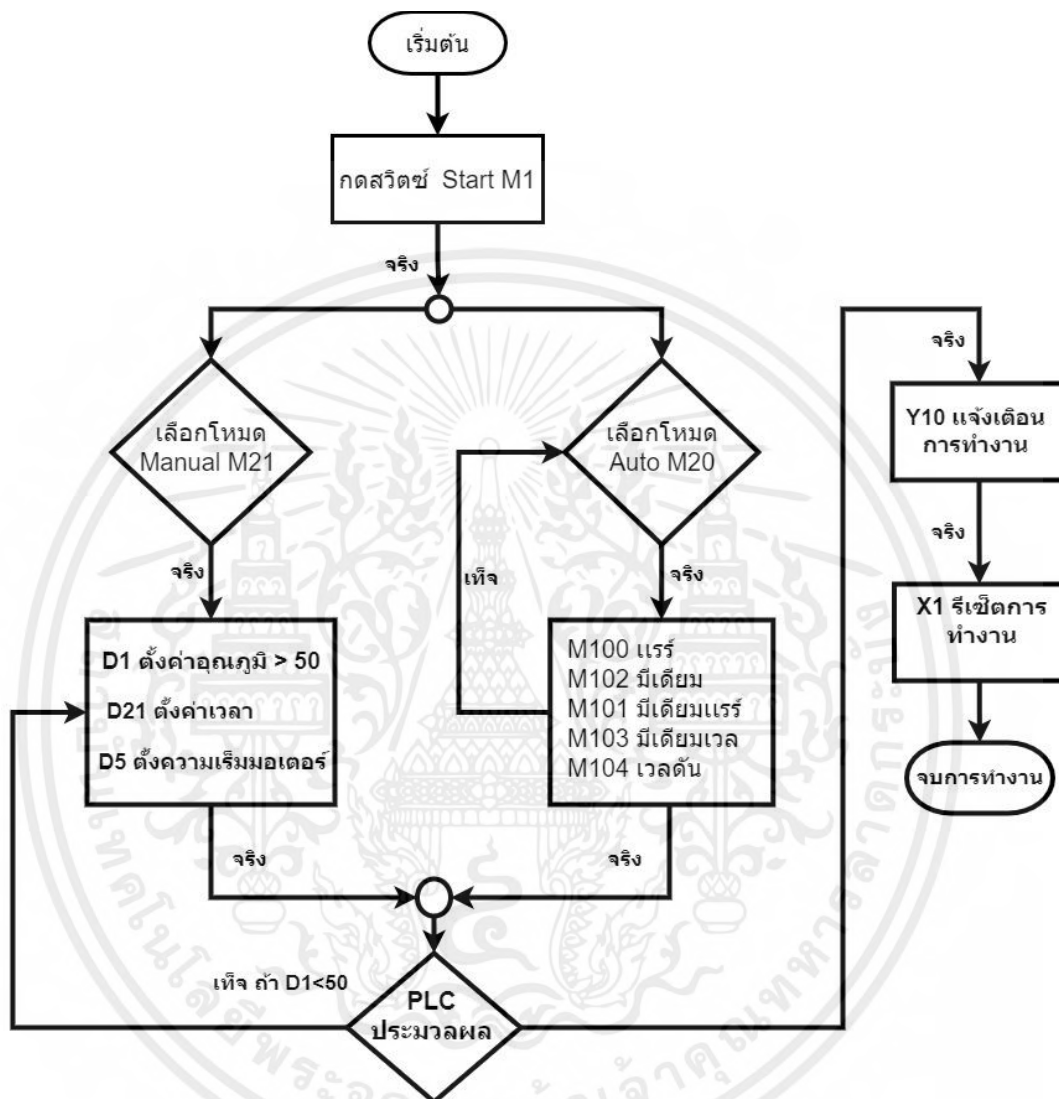 เริ่มต้น
กดสวิตซ์ Start M1
จริง
เลือกโหมด
Manual M21
เลือกโหมด
Auto M20
จริง
เท็จ
จริง
D1 ตั้งค่าอุณภูมิ > 50
D21 ตั้งค่าเวลา
D5 ตั้งความเร็มมอเตอร์
M100 แรร์
M102 มีเดียม
M101 มีเดียมแรร์
M103 มีเดียมเวล
M104 เวลดัน
จริง
จริง
เท็จ ถ้า D1<50
PLC
ประมวลผล
จริง
Y10 แจ้งเตือน
การทำงาน
จริง
X1 รีเซ็ตการ
ทำงาน
จบการทำงาน